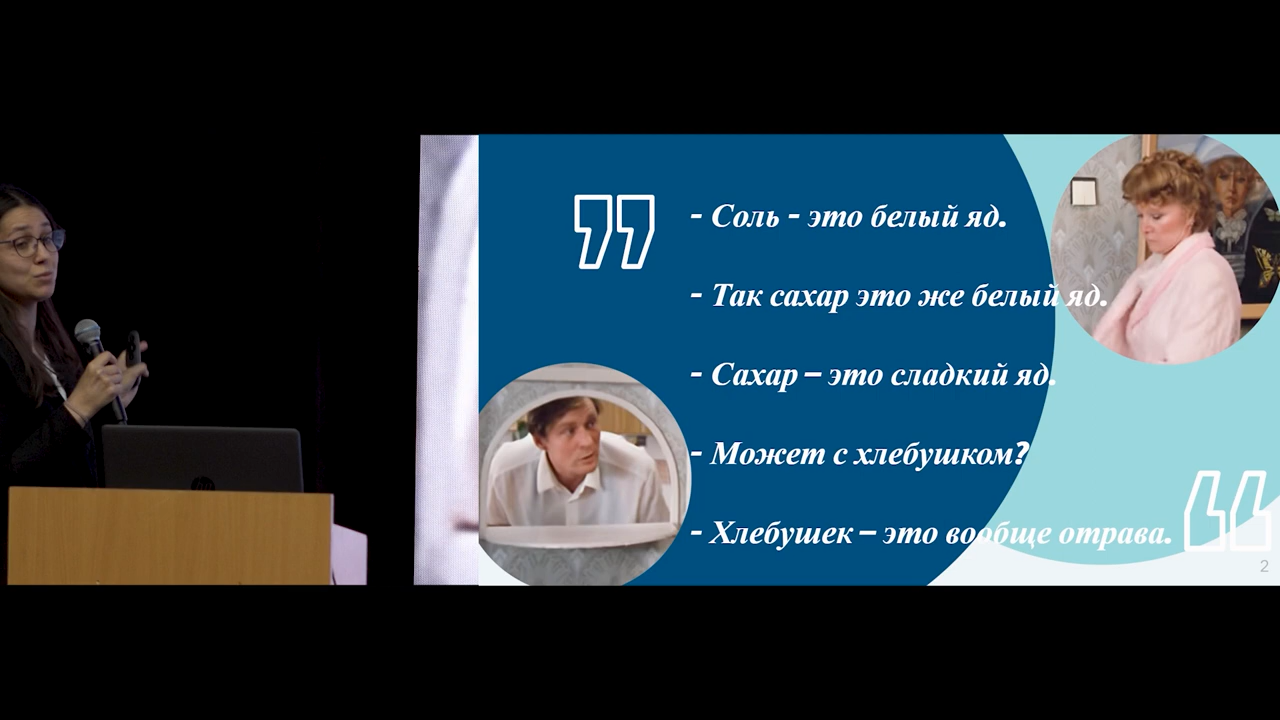 - Соль - это белый яд.
- Так сахар это же белый яд.
- Сахар – это сладкий яд.
- Может с хлебушком?
- Хлебушек – это вообще отрава.
2
hp